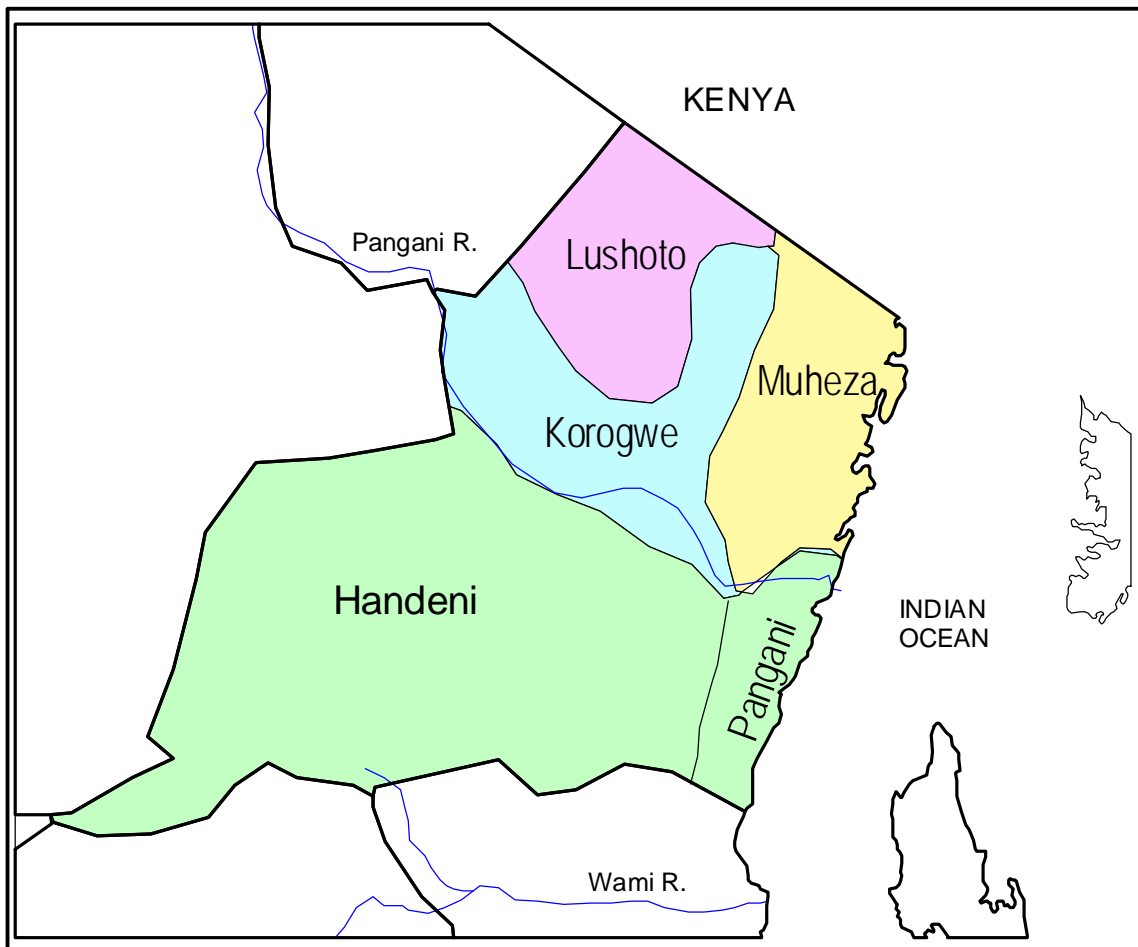 KENYA
Pangani R.
Lushoto
Muheza
Korogwe
Handeni
INDIAN
OCEAN
Pangani
Wami R.